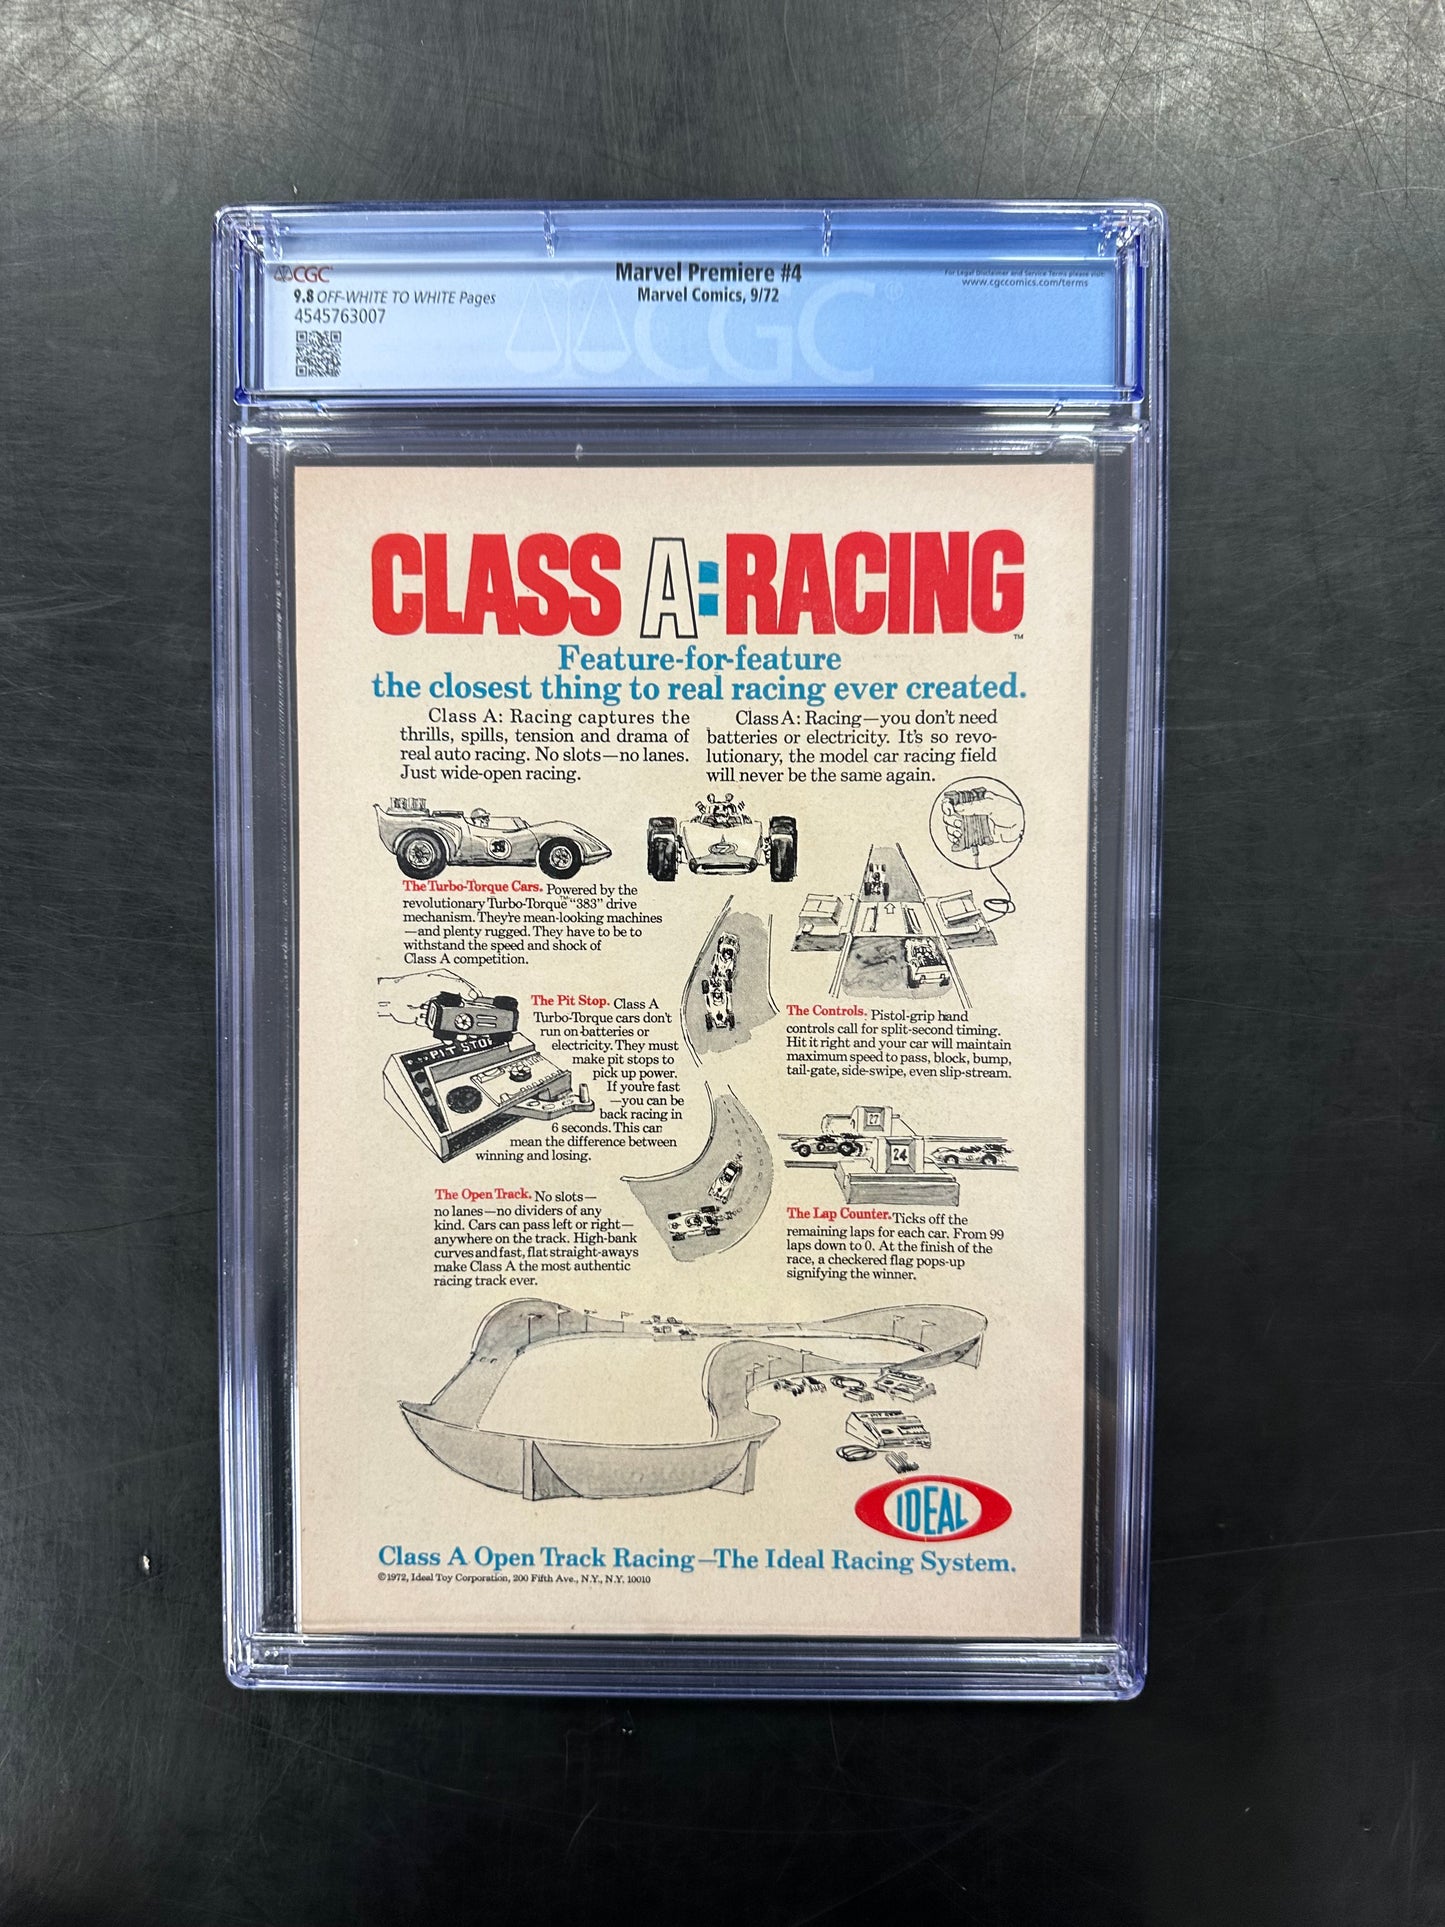 CGC
9.8 OFF-WHITE TO WHITE Pages
4545763007
Marvel Premiere #4
Marvel Comics, 9/72
For Legal Disclaimer and Service Terms please visit:
www.cgccomics.com/terms
CGC®
CLASS A:RACING
™
Feature-for-feature
the closest thing to real racing ever created.
Class A: Racing captures the
thrills, spills, tension and drama of
real auto racing. No slots—no lanes.
Just wide-open racing.
Class A: Racing—you don't need
batteries or electricity. It's so revo-
lutionary, the model car racing field
will never be the same again.
The Turbo-Torque Cars. Powered by the
revolutionary Turbo-Torque™ "383" drive
mechanism. They're mean-looking machines
—and plenty rugged. They have to be to
withstand the speed and shock of
Class A competition.
PIT STOP
The Pit Stop. Class A
Turbo-Torque cars don't
run on batteries or
electricity. They must
make pit stops to
pick up power.
If you're fast
—you can be
back racing in
6 seconds. This can
mean the difference between
winning and losing.
The Controls. Pistol-grip hand
controls call for split-second timing.
Hit it right and your car will maintain
maximum speed to pass, block, bump,
tail-gate, side-swipe, even slip-stream.
27
24
The Open Track. No slots—
no lanes—no dividers of any
kind. Cars can pass left or right—
anywhere on the track. High-bank
curves and fast, flat straight-aways
make Class A the most authentic
racing track ever.
The Lap Counter. Ticks off the
remaining laps for each car. From 99
laps down to 0. At the finish of the
race, a checkered flag pops-up
signifying the winner.
IDEAL
Class A Open Track Racing—The Ideal Racing System.
©1972, Ideal Toy Corporation, 200 Fifth Ave., N.Y., N.Y. 10010